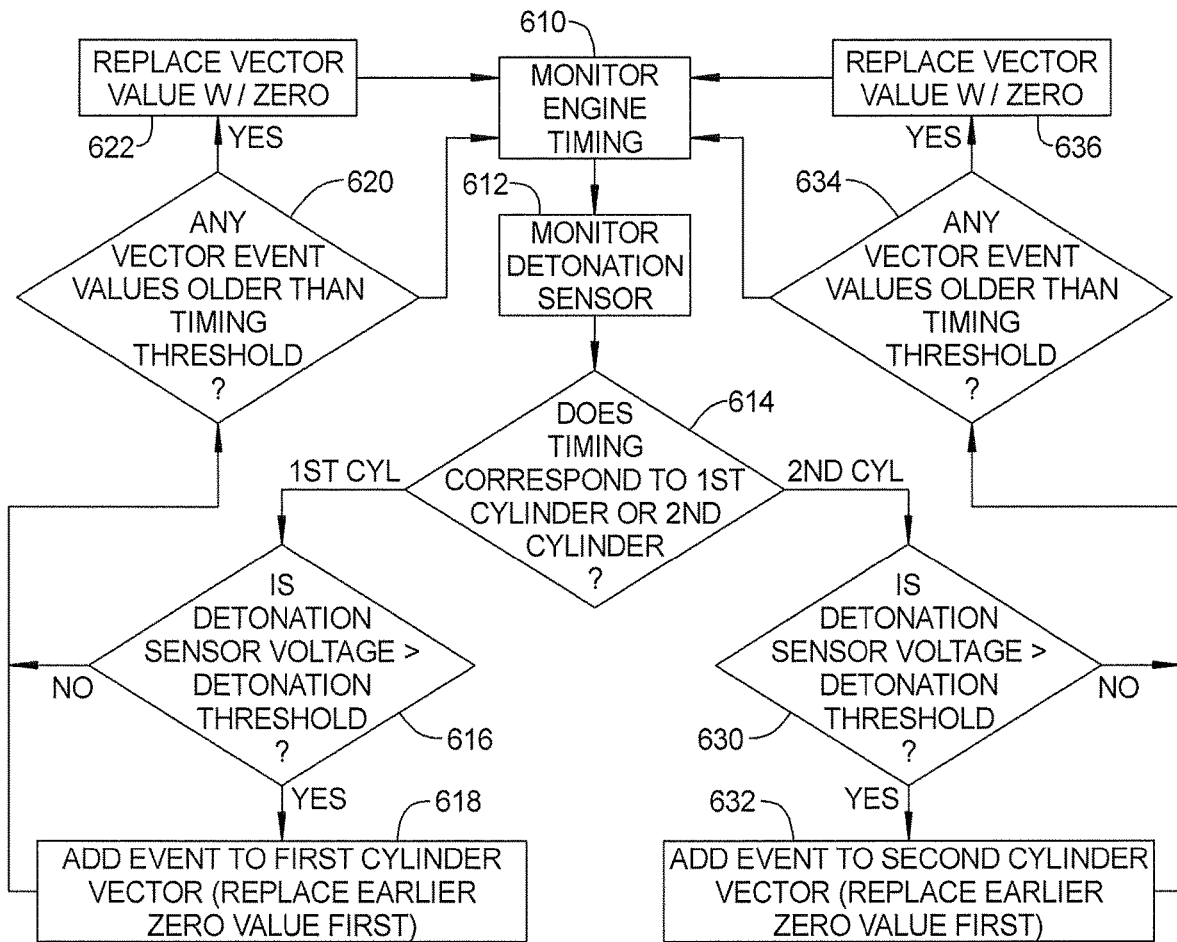 610
REPLACE VECTOR
VALUE W / ZERO
622
YES
MONITOR
ENGINE
TIMING
REPLACE VECTOR
VALUE W / ZERO
YES
636
620
ANY
VECTOR EVENT
VALUES OLDER THAN
TIMING
THRESHOLD
?
612
MONITOR
DETONATION
SENSOR
634
ANY
VECTOR EVENT
VALUES OLDER THAN
TIMING
THRESHOLD
?
614
DOES
TIMING
CORRESPOND TO 1ST
CYLINDER OR 2ND
CYLINDER
?
1ST CYL
2ND CYL
IS
DETONATION
SENSOR VOLTAGE >
DETONATION
THRESHOLD
?
NO
616
YES
IS
DETONATION
SENSOR VOLTAGE >
DETONATION
THRESHOLD
?
NO
630
YES
618
ADD EVENT TO FIRST CYLINDER
VECTOR (REPLACE EARLIER
ZERO VALUE FIRST)
632
ADD EVENT TO SECOND CYLINDER
VECTOR (REPLACE EARLIER
ZERO VALUE FIRST)